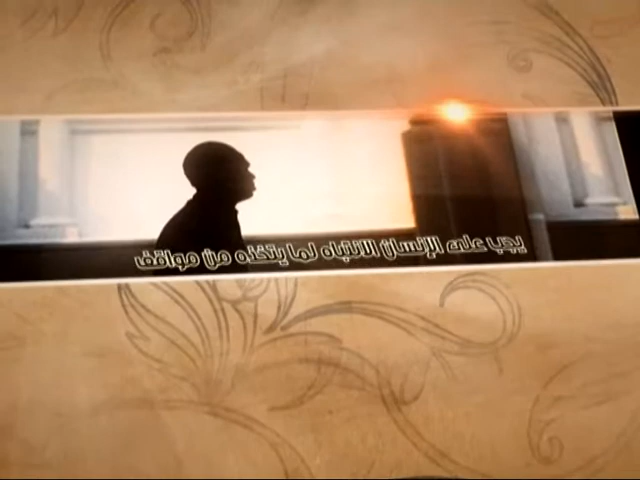 يجب على الإنسان الانتباه لما يتخذه من مواقف